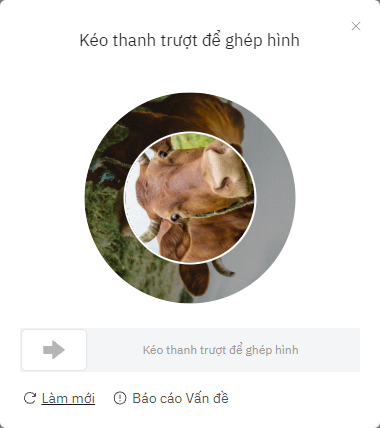 Kéo thanh trượt để ghép hình
Kéo thanh trượt để ghép hình
Làm mới
Báo cáo Vấn đề